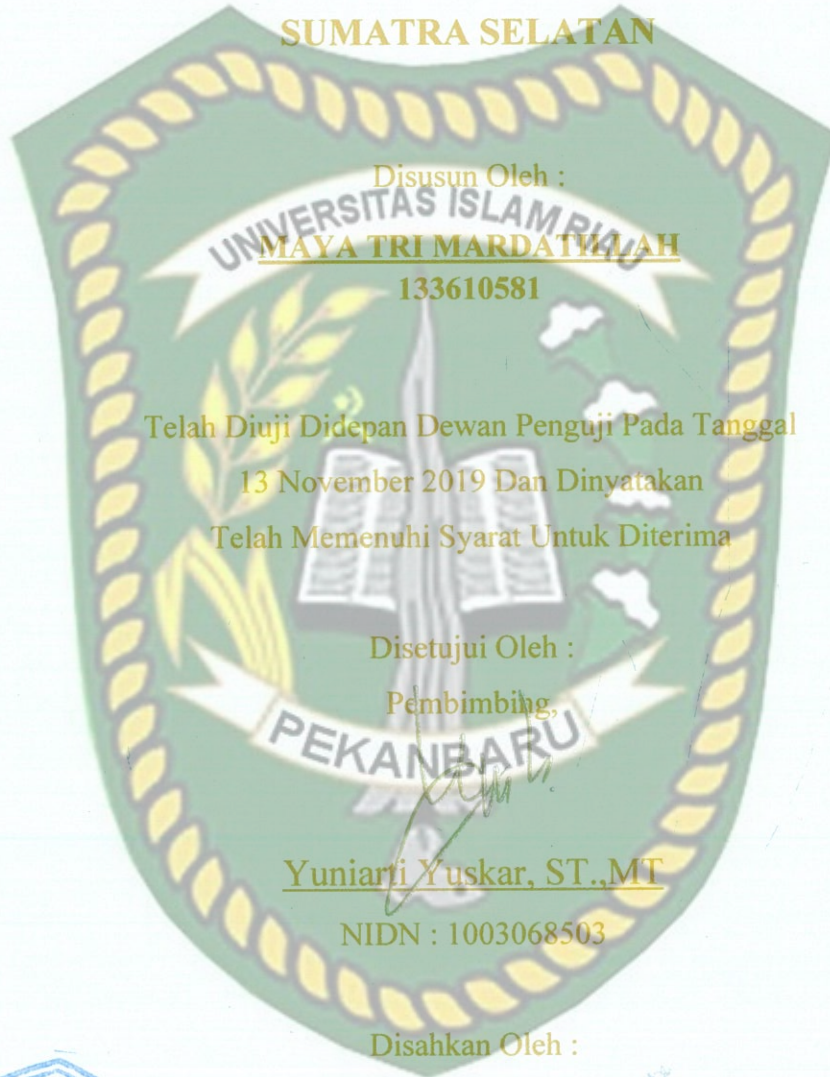 SUMATRA SELATAN
Disusun Oleh :
UNIVERSITAS ISLAM RIAU
MAYA TRI MARDATILLAH
133610581
Telah Diuji Didepan Dewan Penguji Pada Tanggal
13 November 2019 Dan Dinyatakan
Telah Memenuhi Syarat Untuk Diterima
Disetujui Oleh :
Pembimbing,
PEKANBARU
Yuniarti Yuskar, ST.,MT
NIDN : 1003068503
Disahkan Oleh :